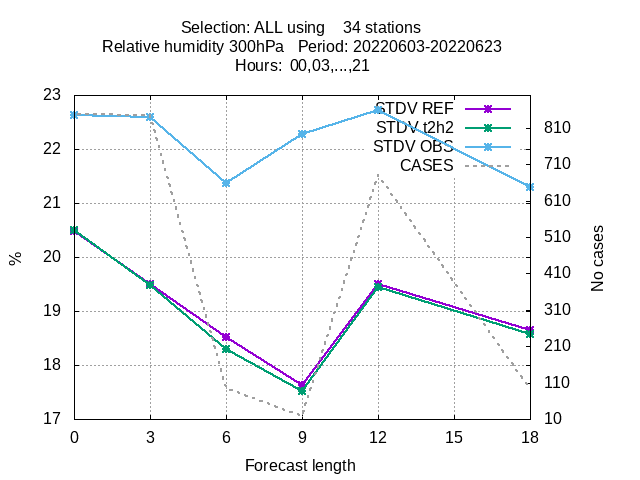 Selection: ALL using    34 stations
Relative humidity 300hPa   Period: 20220603-20220623
Hours:  00,03,...,21
23
22
21
20
19
18
17
%
STDV REF
STDV t2h2
STDV OBS
CASES
810
710
610
510
410
310
210
110
10
No cases
0 3 6 9 12 15 18
Forecast length